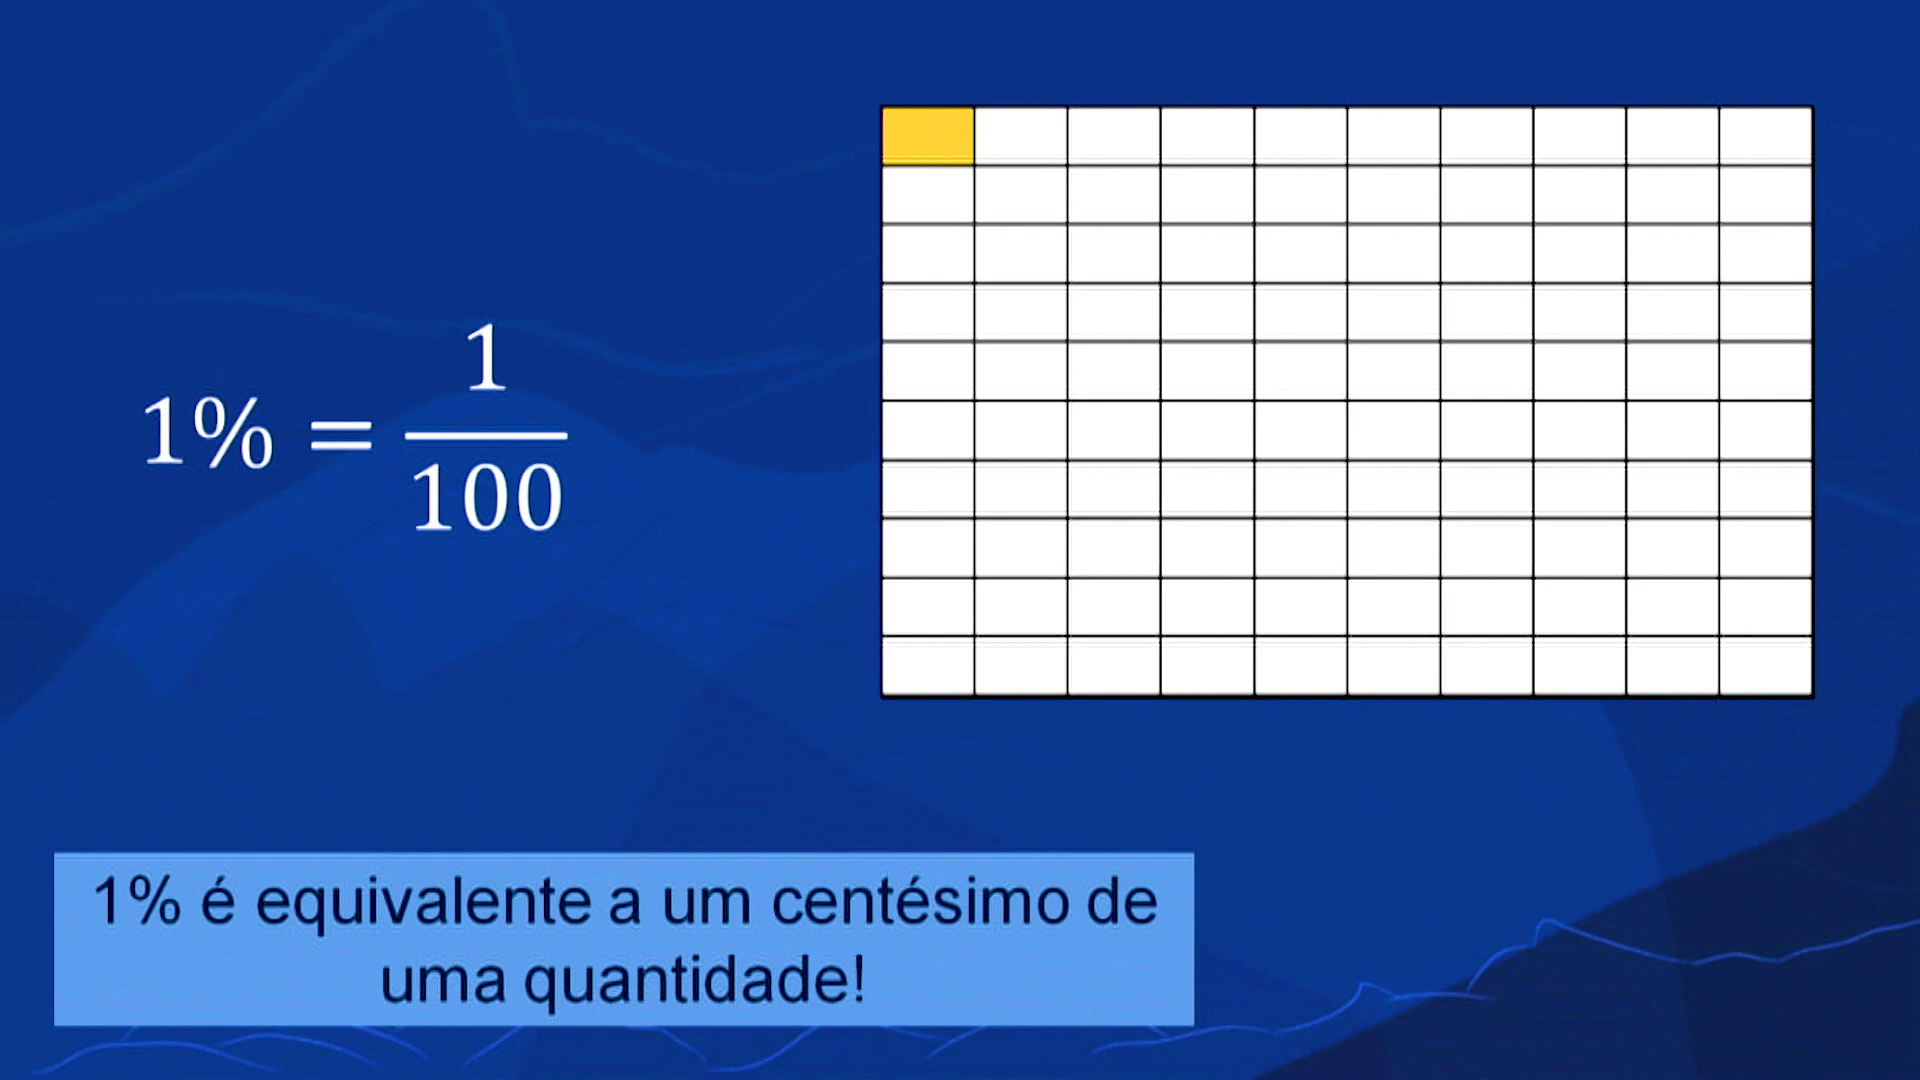 1% = 1/100
1% é equivalente a um centésimo de
uma quantidade!